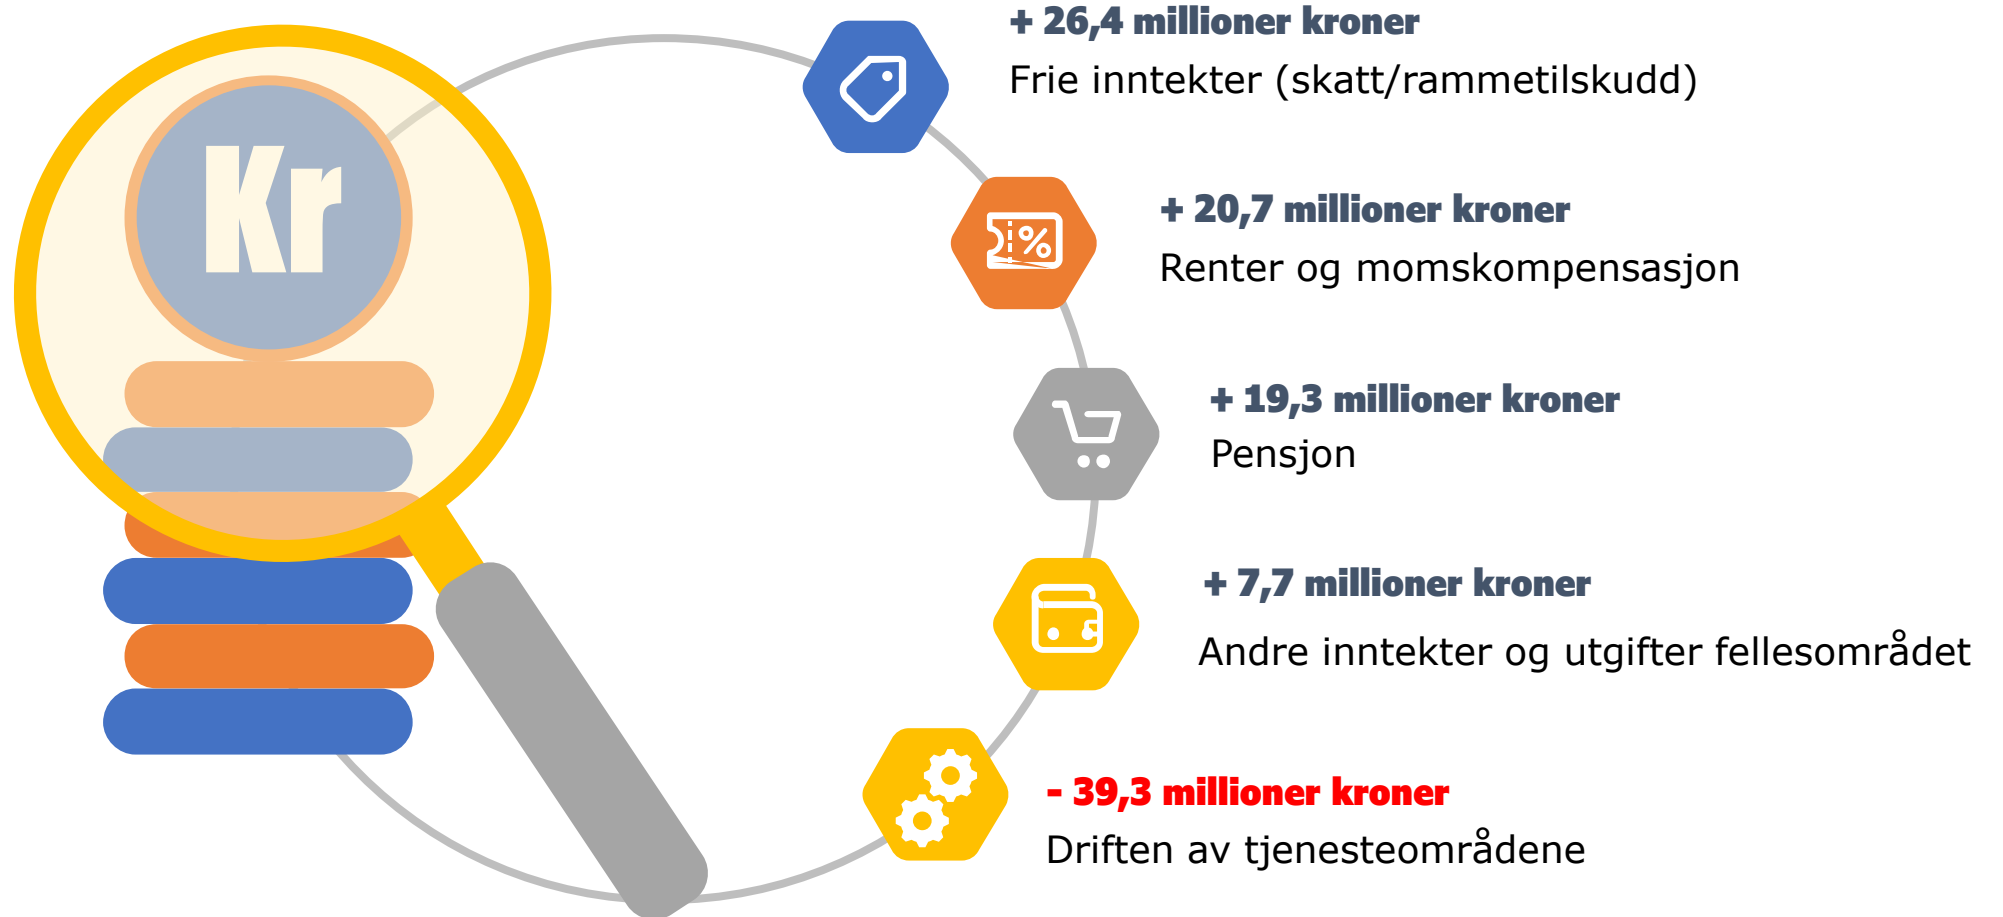 Kr
+ 26,4 millioner kroner
Frie inntekter (skatt/rammetilskudd)
%
+ 20,7 millioner kroner
Renter og momskompensasjon
+ 19,3 millioner kroner
Pensjon
+ 7,7 millioner kroner
Andre inntekter og utgifter fellesområdet
- 39,3 millioner kroner
Driften av tjenesteområdene